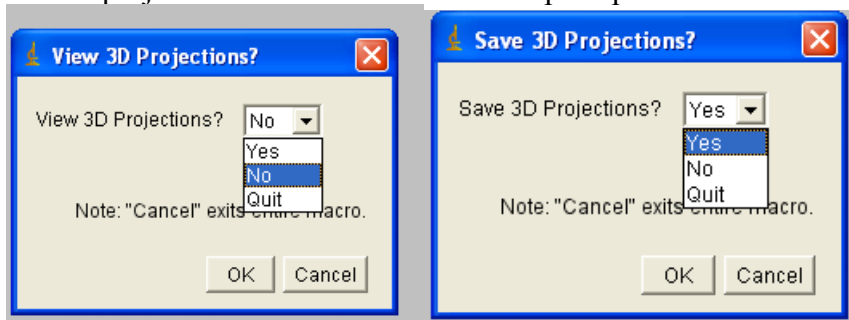 View 3D Projections?
View 3D Projections? No
Yes
No
Quit
Note: "Cancel" exits entire macro.
OK Cancel
Save 3D Projections?
Save 3D Projections? Yes
Yes
No
Quit
Note: "Cancel" exits entire macro.
OK Cancel